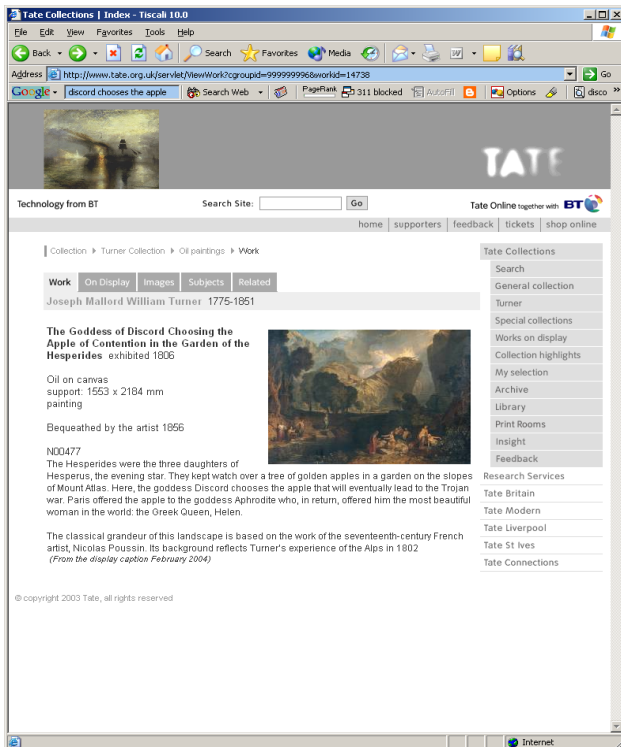 Tate Collections | Index - Tiscali 10.0
File Edit View Favorites Tools Help
Back Search Favorites Media
Address http://www.tate.org.uk/servlet/ViewWork?cgroupid=999999996&workid=14738 Go
Google discord chooses the apple Search Web PageRank 311 blocked AutoFill Options disco »
TATE
Technology from BT Search Site: Go Tate Online together with BT
home supporters feedback tickets shop online
Collection Turner Collection Oil paintings Work
Work On Display Images Subjects Related
Joseph Mallord William Turner 1775-1851
The Goddess of Discord Choosing the
Apple of Contention in the Garden of the
Hesperides exhibited 1806
Oil on canvas
support: 1553 x 2184 mm
painting
Bequeathed by the artist 1856
N00477
The Hesperides were the three daughters of
Hesperus, the evening star. They kept watch over a tree of golden apples in a garden on the slopes
of Mount Atlas. Here, the goddess Discord chooses the apple that will eventually lead to the Trojan
war. Paris offered the apple to the goddess Aphrodite who, in return, offered him the most beautiful
woman in the world: the Greek Queen, Helen.
The classical grandeur of this landscape is based on the work of the seventeenth-century French
artist, Nicolas Poussin. Its background reflects Turner's experience of the Alps in 1802
(From the display caption February 2004)
Tate Collections
Search
General collection
Turner
Special collections
Works on display
Collection highlights
My selection
Archive
Library
Print Rooms
Insight
Feedback
Research Services
Tate Britain
Tate Modern
Tate Liverpool
Tate St Ives
Tate Connections
© copyright 2003 Tate, all rights reserved
Internet